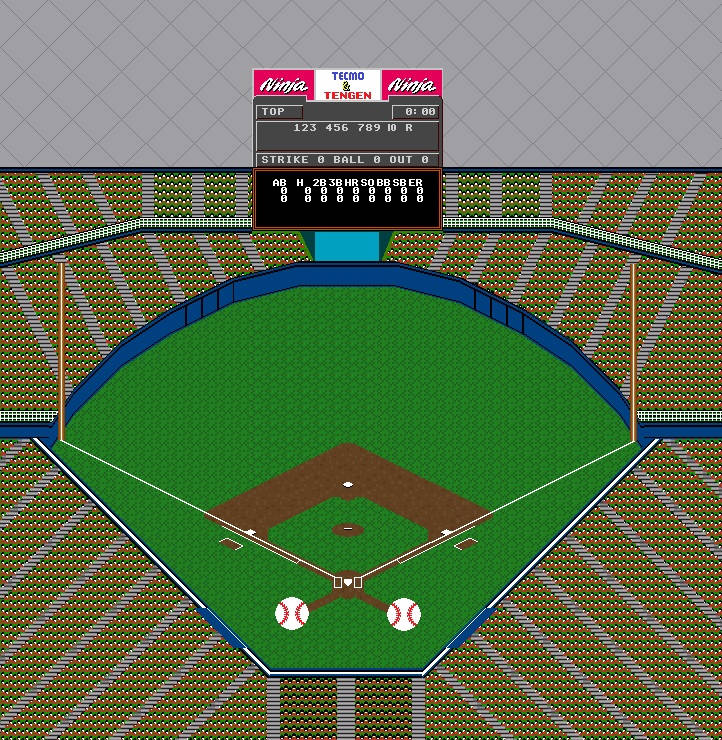 Ninja TECMO & TENGEN Ninja
TOP 0:00
123 456 789 10 R
STRIKE 0 BALL 0 OUT 0
AB H 2B 3B HR SO BB SB ER
0 0 0 0 0 0 0 0 0
0 0 0 0 0 0 0 0 0